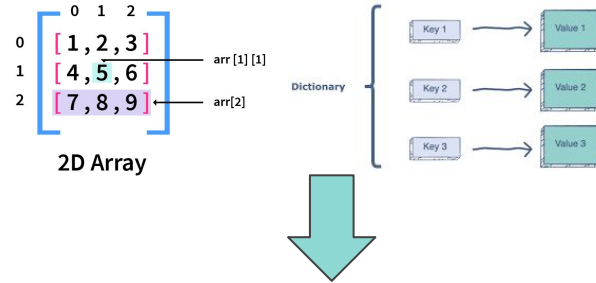 0 1 2
0 [1,2,3]
1 [4,5,6]
2 [7,8,9]
arr [1] [1]
arr[2]
2D Array
Dictionary
Key 1 Value 1
Key 2 Value 2
Key 3 Value 3